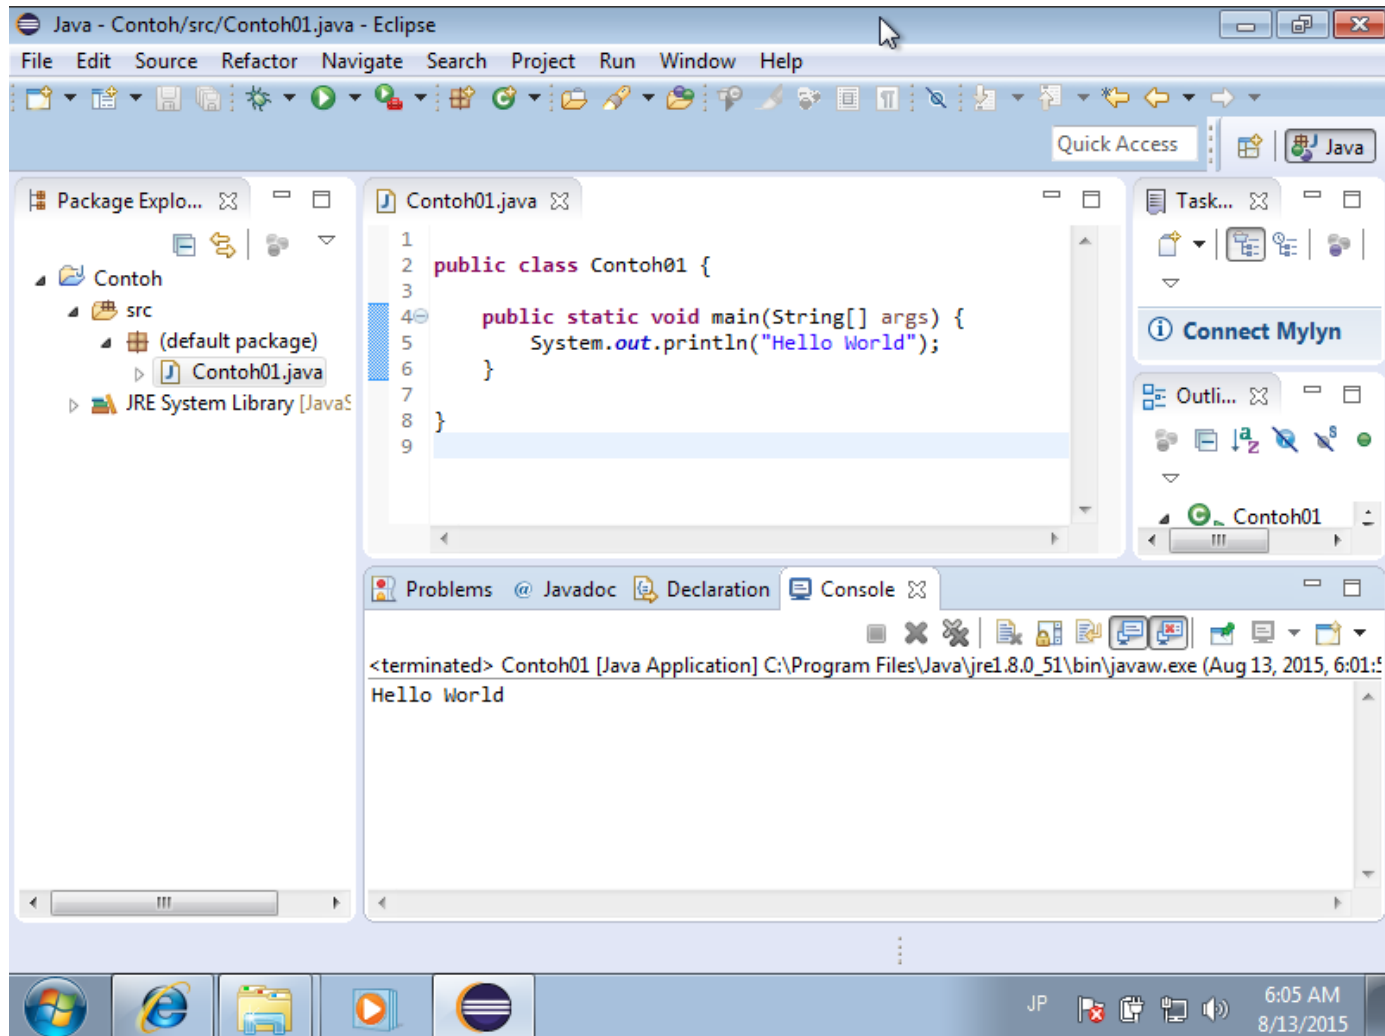 Java - Contoh/src/Contoh01.java - Eclipse
File Edit Source Refactor Navigate Search Project Run Window Help
Quick Access
Java
Package Explo...
Contoh
src
(default package)
Contoh01.java
JRE System Library [JavaS
Contoh01.java
1
2 public class Contoh01 {
3
4 public static void main(String[] args) {
5 System.out.println("Hello World");
6 }
7
8 }
9
Task...
Connect Mylyn
Outli...
Contoh01
Problems @ Javadoc Declaration Console
<terminated> Contoh01 [Java Application] C:\Program Files\Java\jre1.8.0_51\bin\javaw.exe (Aug 13, 2015, 6:01:5
Hello World
JP
6:05 AM
8/13/2015